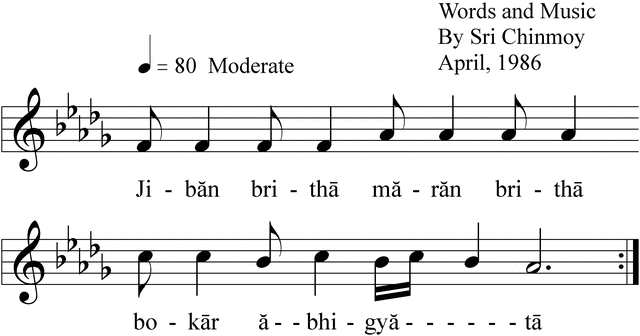 Words and Music
By Sri Chinmoy
April, 1986
= 80 Moderate
Ji - băn bri - thā mă - răn bri - thā
bo - kār ă - - bhi - gyă - - - - - - tā